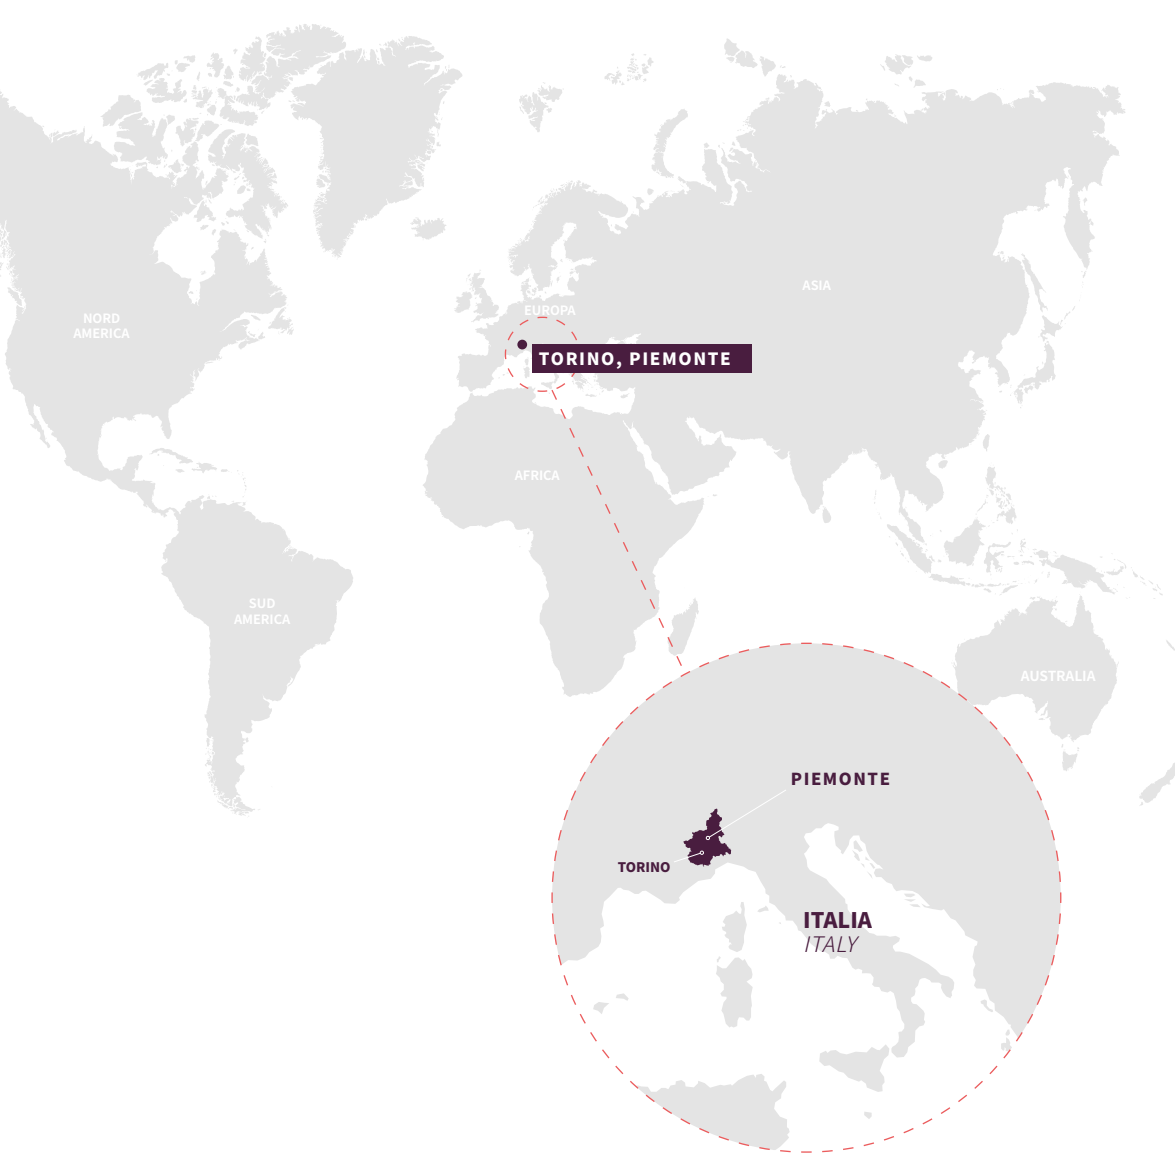 ASIA
EUROPA
NORD
AMERICA
TORINO, PIEMONTE
AFRICA
SUD
AMERICA
AUSTRALIA
PIEMONTE
TORINO
ITALIA
ITALY